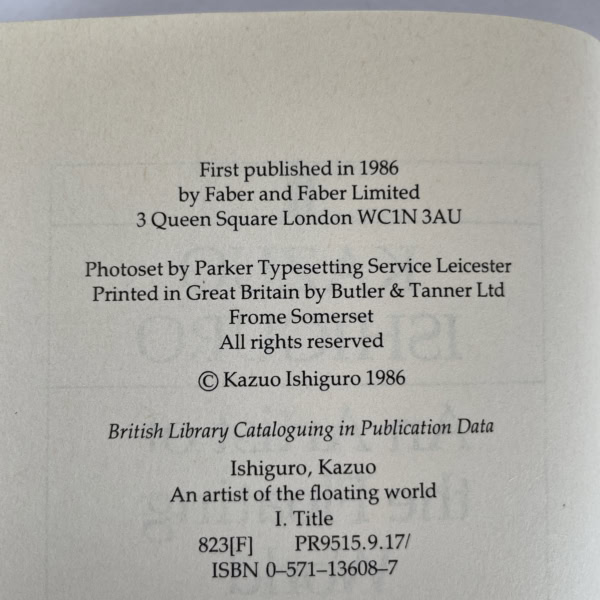 First published in 1986
by Faber and Faber Limited
3 Queen Square London WC1N 3AU
Photoset by Parker Typesetting Service Leicester
Printed in Great Britain by Butler & Tanner Ltd
Frome Somerset
All rights reserved
© Kazuo Ishiguro 1986
British Library Cataloguing in Publication Data
Ishiguro, Kazuo
An artist of the floating world
I. Title
823[F] PR9515.9.17/
ISBN 0–571–13608–7